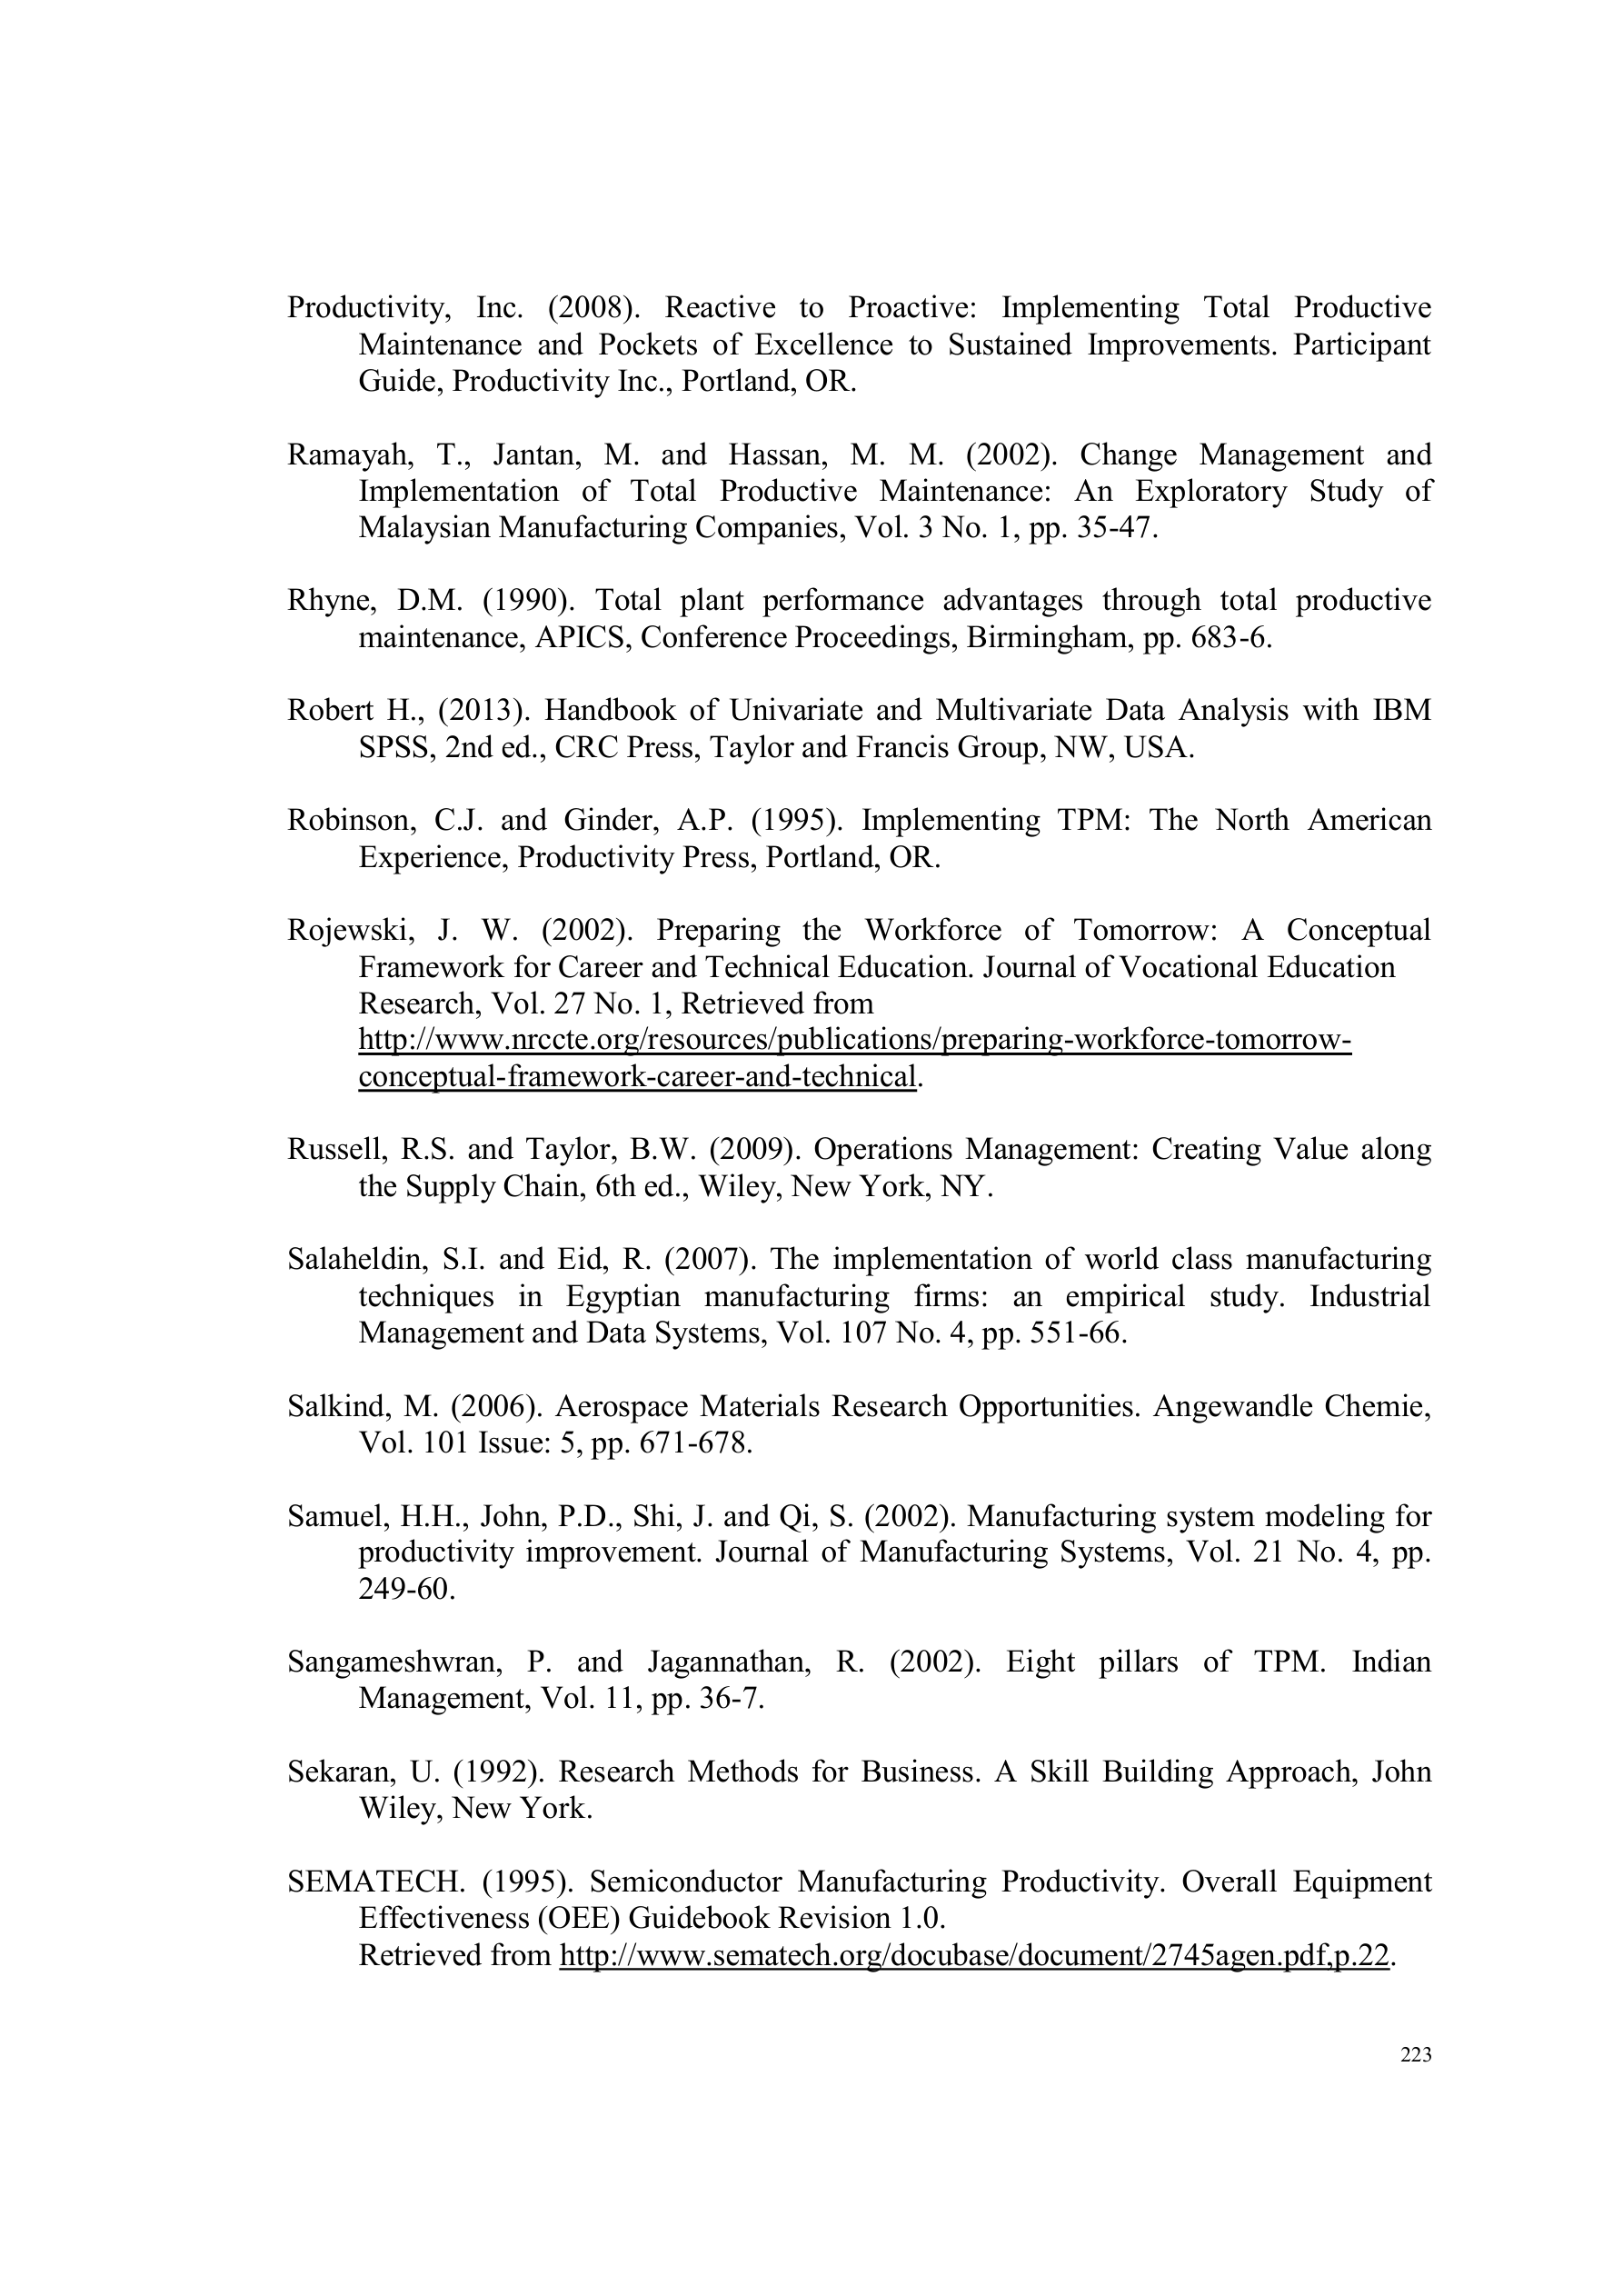 Productivity, Inc. (2008). Reactive to Proactive: Implementing Total Productive
Maintenance and Pockets of Excellence to Sustained Improvements. Participant
Guide, Productivity Inc., Portland, OR.
Ramayah, T., Jantan, M. and Hassan, M. M. (2002). Change Management and
Implementation of Total Productive Maintenance: An Exploratory Study of
Malaysian Manufacturing Companies, Vol. 3 No. 1, pp. 35-47.
Rhyne, D.M. (1990). Total plant performance advantages through total productive
maintenance, APICS, Conference Proceedings, Birmingham, pp. 683-6.
Robert H., (2013). Handbook of Univariate and Multivariate Data Analysis with IBM
SPSS, 2nd ed., CRC Press, Taylor and Francis Group, NW, USA.
Robinson, C.J. and Ginder, A.P. (1995). Implementing TPM: The North American
Experience, Productivity Press, Portland, OR.
Rojewski, J. W. (2002). Preparing the Workforce of Tomorrow: A Conceptual
Framework for Career and Technical Education. Journal of Vocational Education
Research, Vol. 27 No. 1, Retrieved from
http://www.nrccte.org/resources/publications/preparing-workforce-tomorrow-
conceptual-framework-career-and-technical.
Russell, R.S. and Taylor, B.W. (2009). Operations Management: Creating Value along
the Supply Chain, 6th ed., Wiley, New York, NY.
Salaheldin, S.I. and Eid, R. (2007). The implementation of world class manufacturing
techniques in Egyptian manufacturing firms: an empirical study. Industrial
Management and Data Systems, Vol. 107 No. 4, pp. 551-66.
Salkind, M. (2006). Aerospace Materials Research Opportunities. Angewandle Chemie,
Vol. 101 Issue: 5, pp. 671-678.
Samuel, H.H., John, P.D., Shi, J. and Qi, S. (2002). Manufacturing system modeling for
productivity improvement. Journal of Manufacturing Systems, Vol. 21 No. 4, pp.
249-60.
Sangameshwran, P. and Jagannathan, R. (2002). Eight pillars of TPM. Indian
Management, Vol. 11, pp. 36-7.
Sekaran, U. (1992). Research Methods for Business. A Skill Building Approach, John
Wiley, New York.
SEMATECH. (1995). Semiconductor Manufacturing Productivity. Overall Equipment
Effectiveness (OEE) Guidebook Revision 1.0.
Retrieved from http://www.sematech.org/docubase/document/2745agen.pdf,p.22.
223